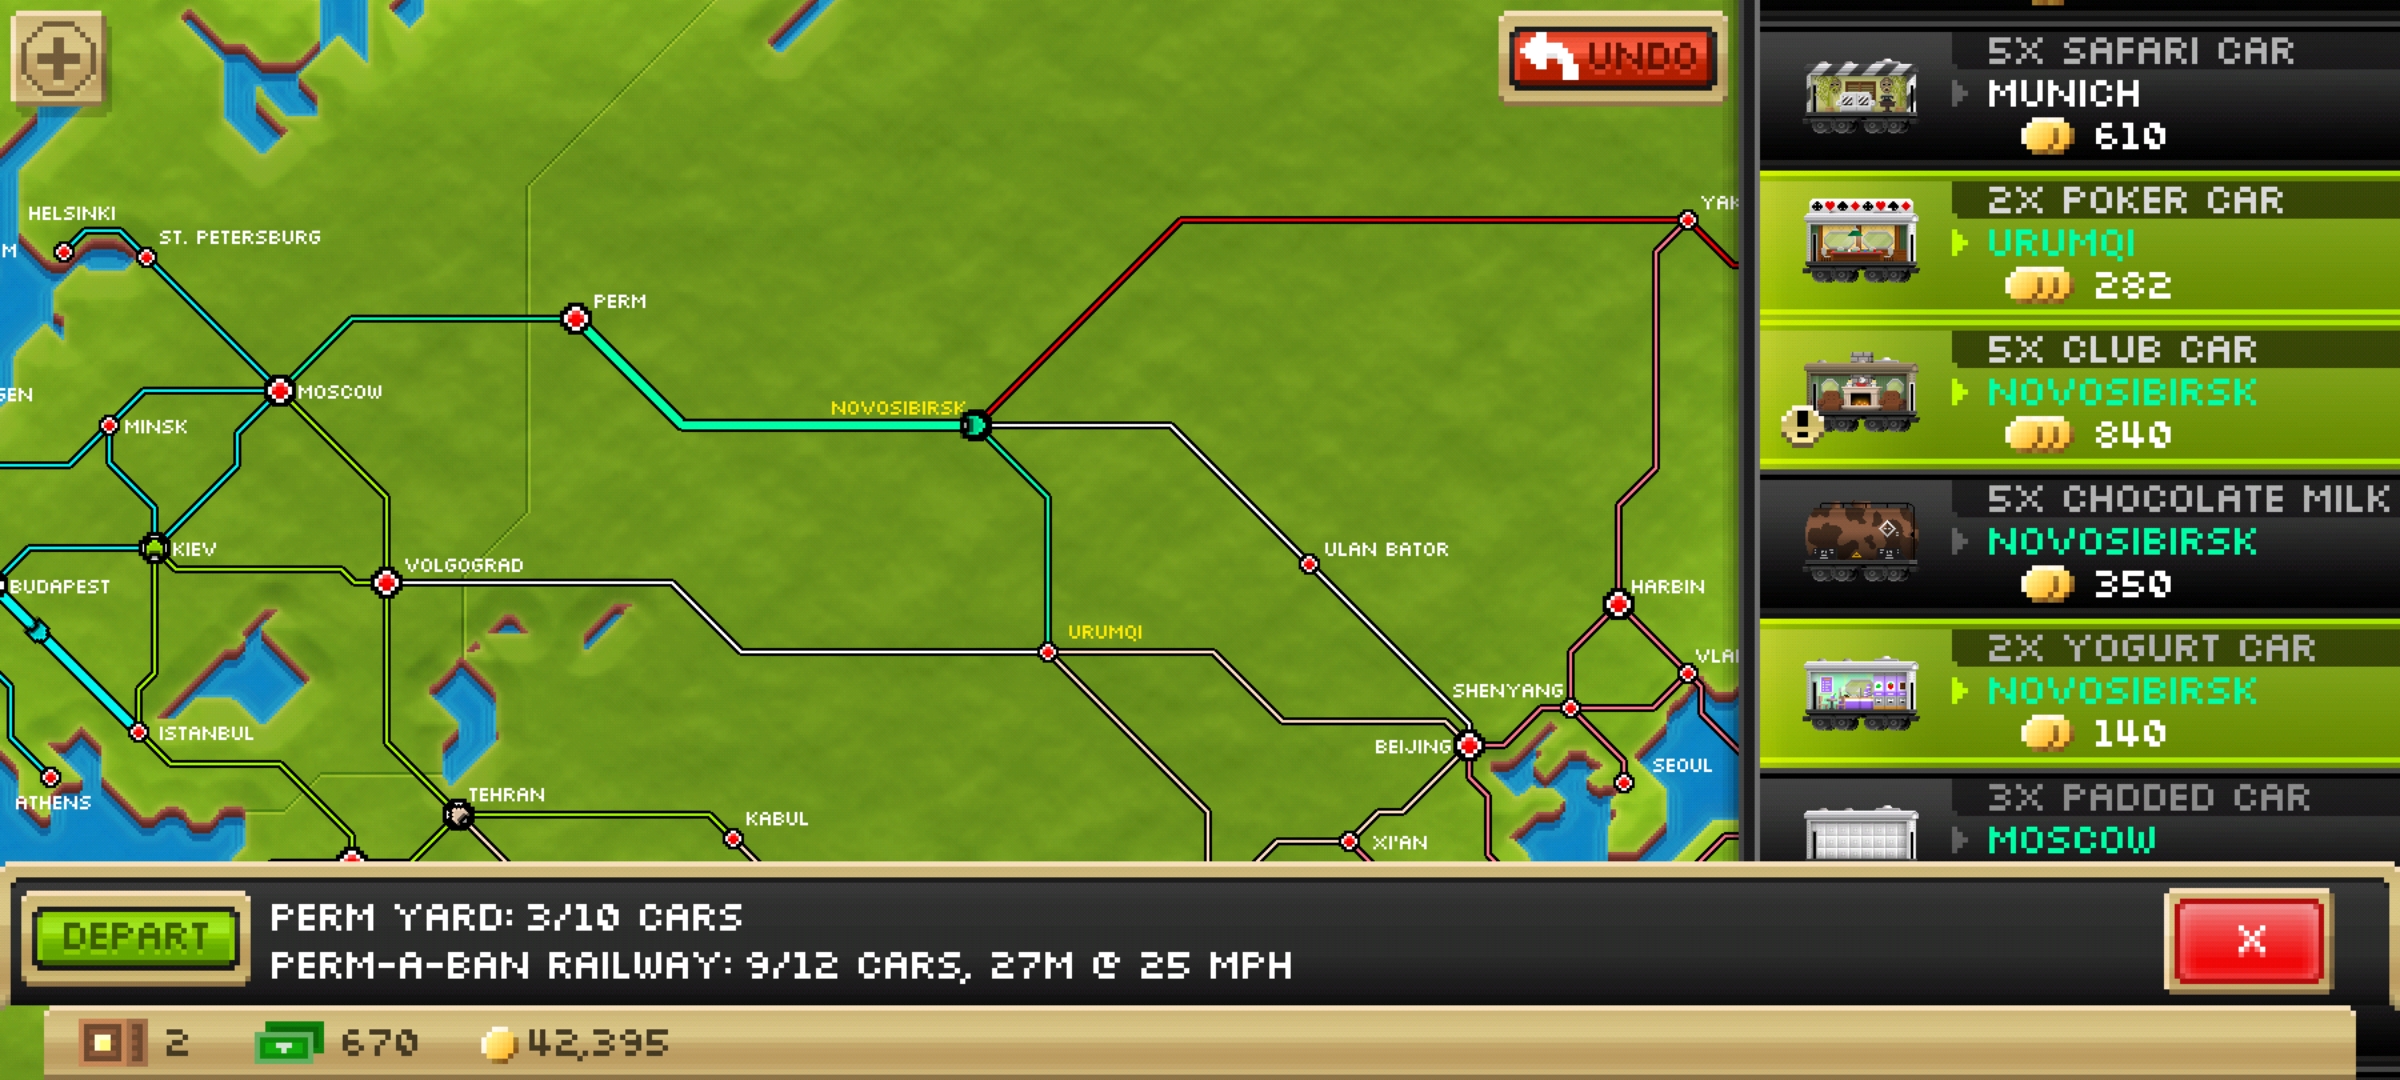 UNDO
HELSINKI
ST. PETERSBURG
M
PERM
MOSCOW
NOVOSIBIRSK
MINSK
KIEV
VOLGOGRAD
ULAN BATOR
BUDAPEST
HARBIN
URUMQI
SHENYANG
ISTANBUL
BEIJING
SEOUL
ATHENS
TEHRAN
KABUL
XI'AN
5X SAFARI CAR
MUNICH
610
2X POKER CAR
URUMQI
282
5X CLUB CAR
NOVOSIBIRSK
840
5X CHOCOLATE MILK
NOVOSIBIRSK
350
2X YOGURT CAR
NOVOSIBIRSK
140
3X PADDED CAR
MOSCOW
DEPART
PERM YARD: 3/10 CARS
PERM-A-BAN RAILWAY: 9/12 CARS, 27M @ 25 MPH
X
2
670
42,395